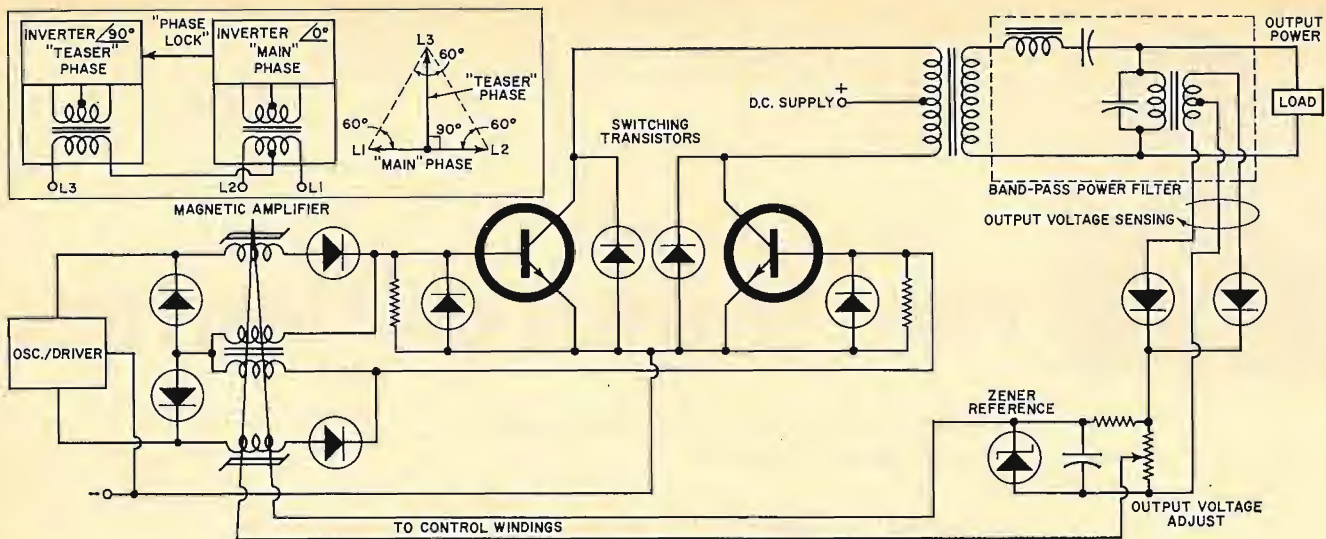 INVERTER ∠90°
"TEASER"
PHASE
"PHASE
LOCK"
INVERTER ∠0°
"MAIN"
PHASE
L3
L2
L1
L3
60°
"TEASER"
PHASE
60°
90°
60°
L1
L2
"MAIN" PHASE
MAGNETIC AMPLIFIER
OSC./DRIVER
−
SWITCHING
TRANSISTORS
D.C. SUPPLY
+
OUTPUT
POWER
LOAD
BAND-PASS POWER FILTER
OUTPUT VOLTAGE SENSING
ZENER
REFERENCE
OUTPUT VOLTAGE
ADJUST
TO CONTROL WINDINGS